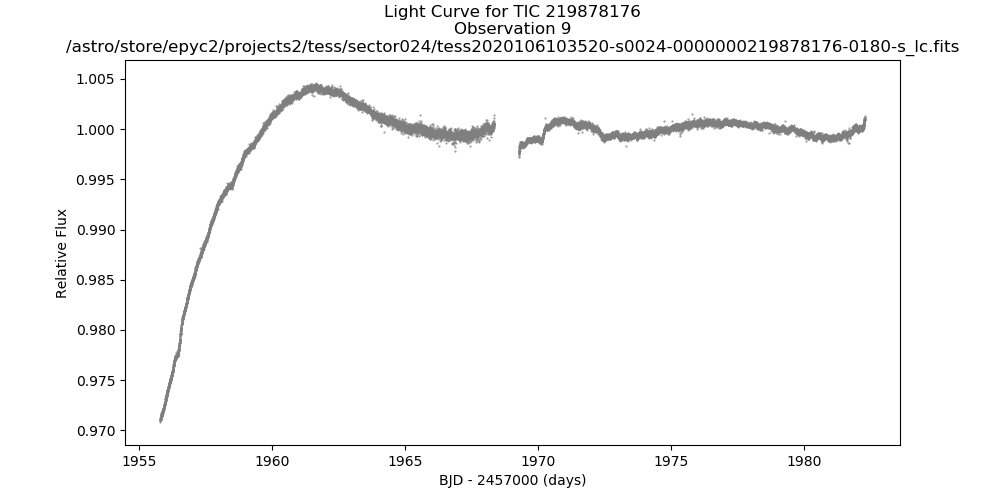 Light Curve for TIC 219878176
Observation 9
/astro/store/epyc2/projects2/tess/sector024/tess2020106103520-s0024-0000000219878176-0180-s_lc.fits
1.005
1.000
0.995
0.990
0.985
0.980
0.975
0.970
Relative Flux
1955 1960 1965 1970 1975 1980
BJD - 2457000 (days)